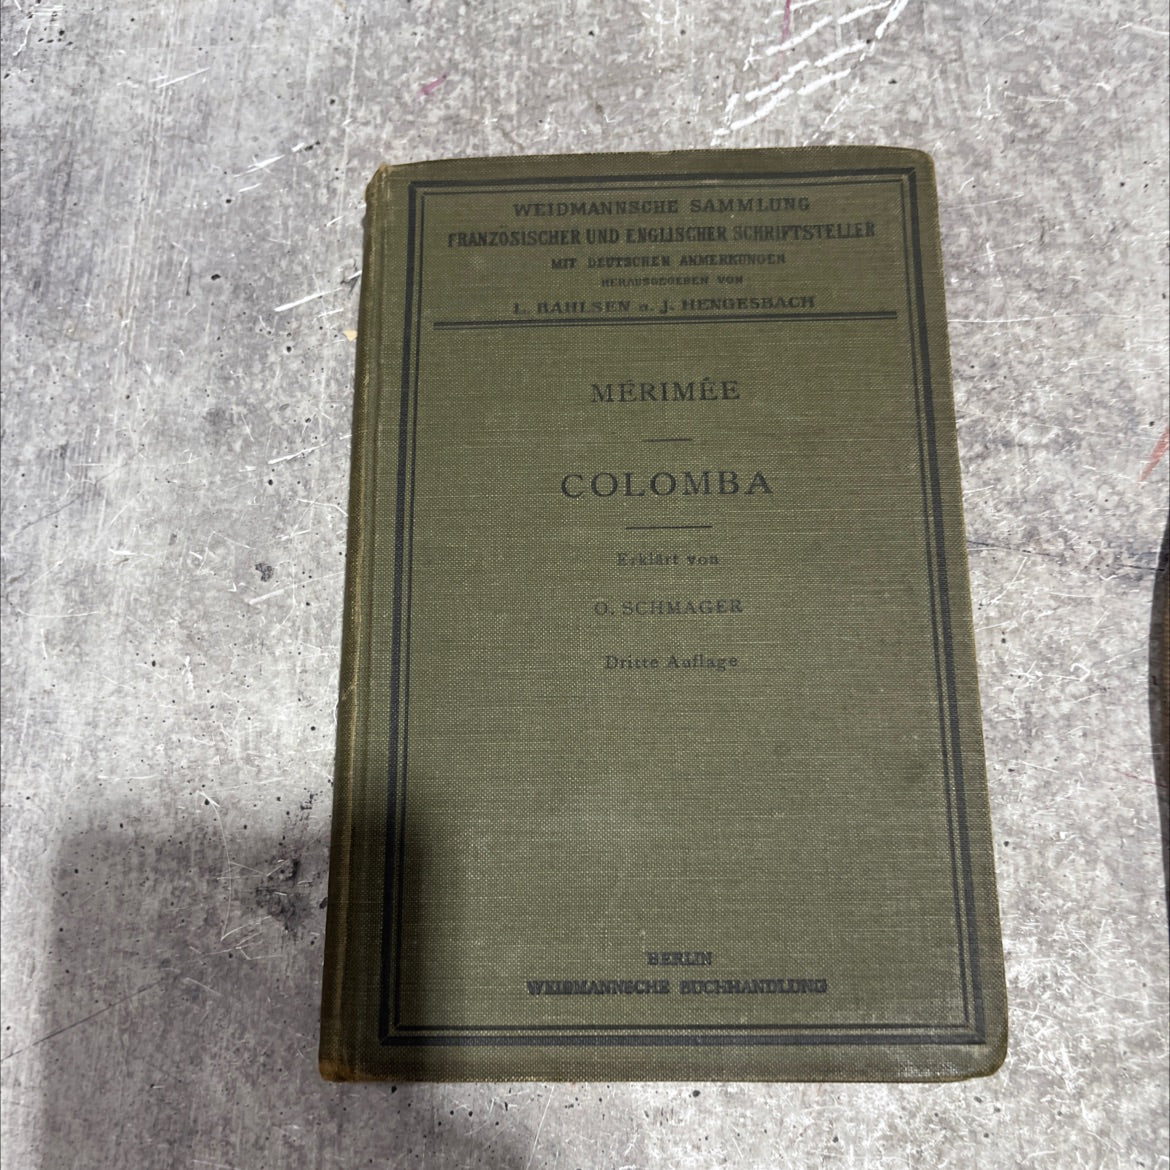 WEIDMANNSCHE SAMMLUNG
FRANZÖSISCHER UND ENGLISCHER SCHRIFTSTELLER
MIT DEUTSCHEN ANMERKUNGEN
HERAUSGEGEBEN VON
L. BAHLSEN u. J. HENGESBACH
MÉRIMÉE
COLOMBA
Erklärt von
O. SCHMAGER
Dritte Auflage
BERLIN
WEIDMANNSCHE BUCHHANDLUNG